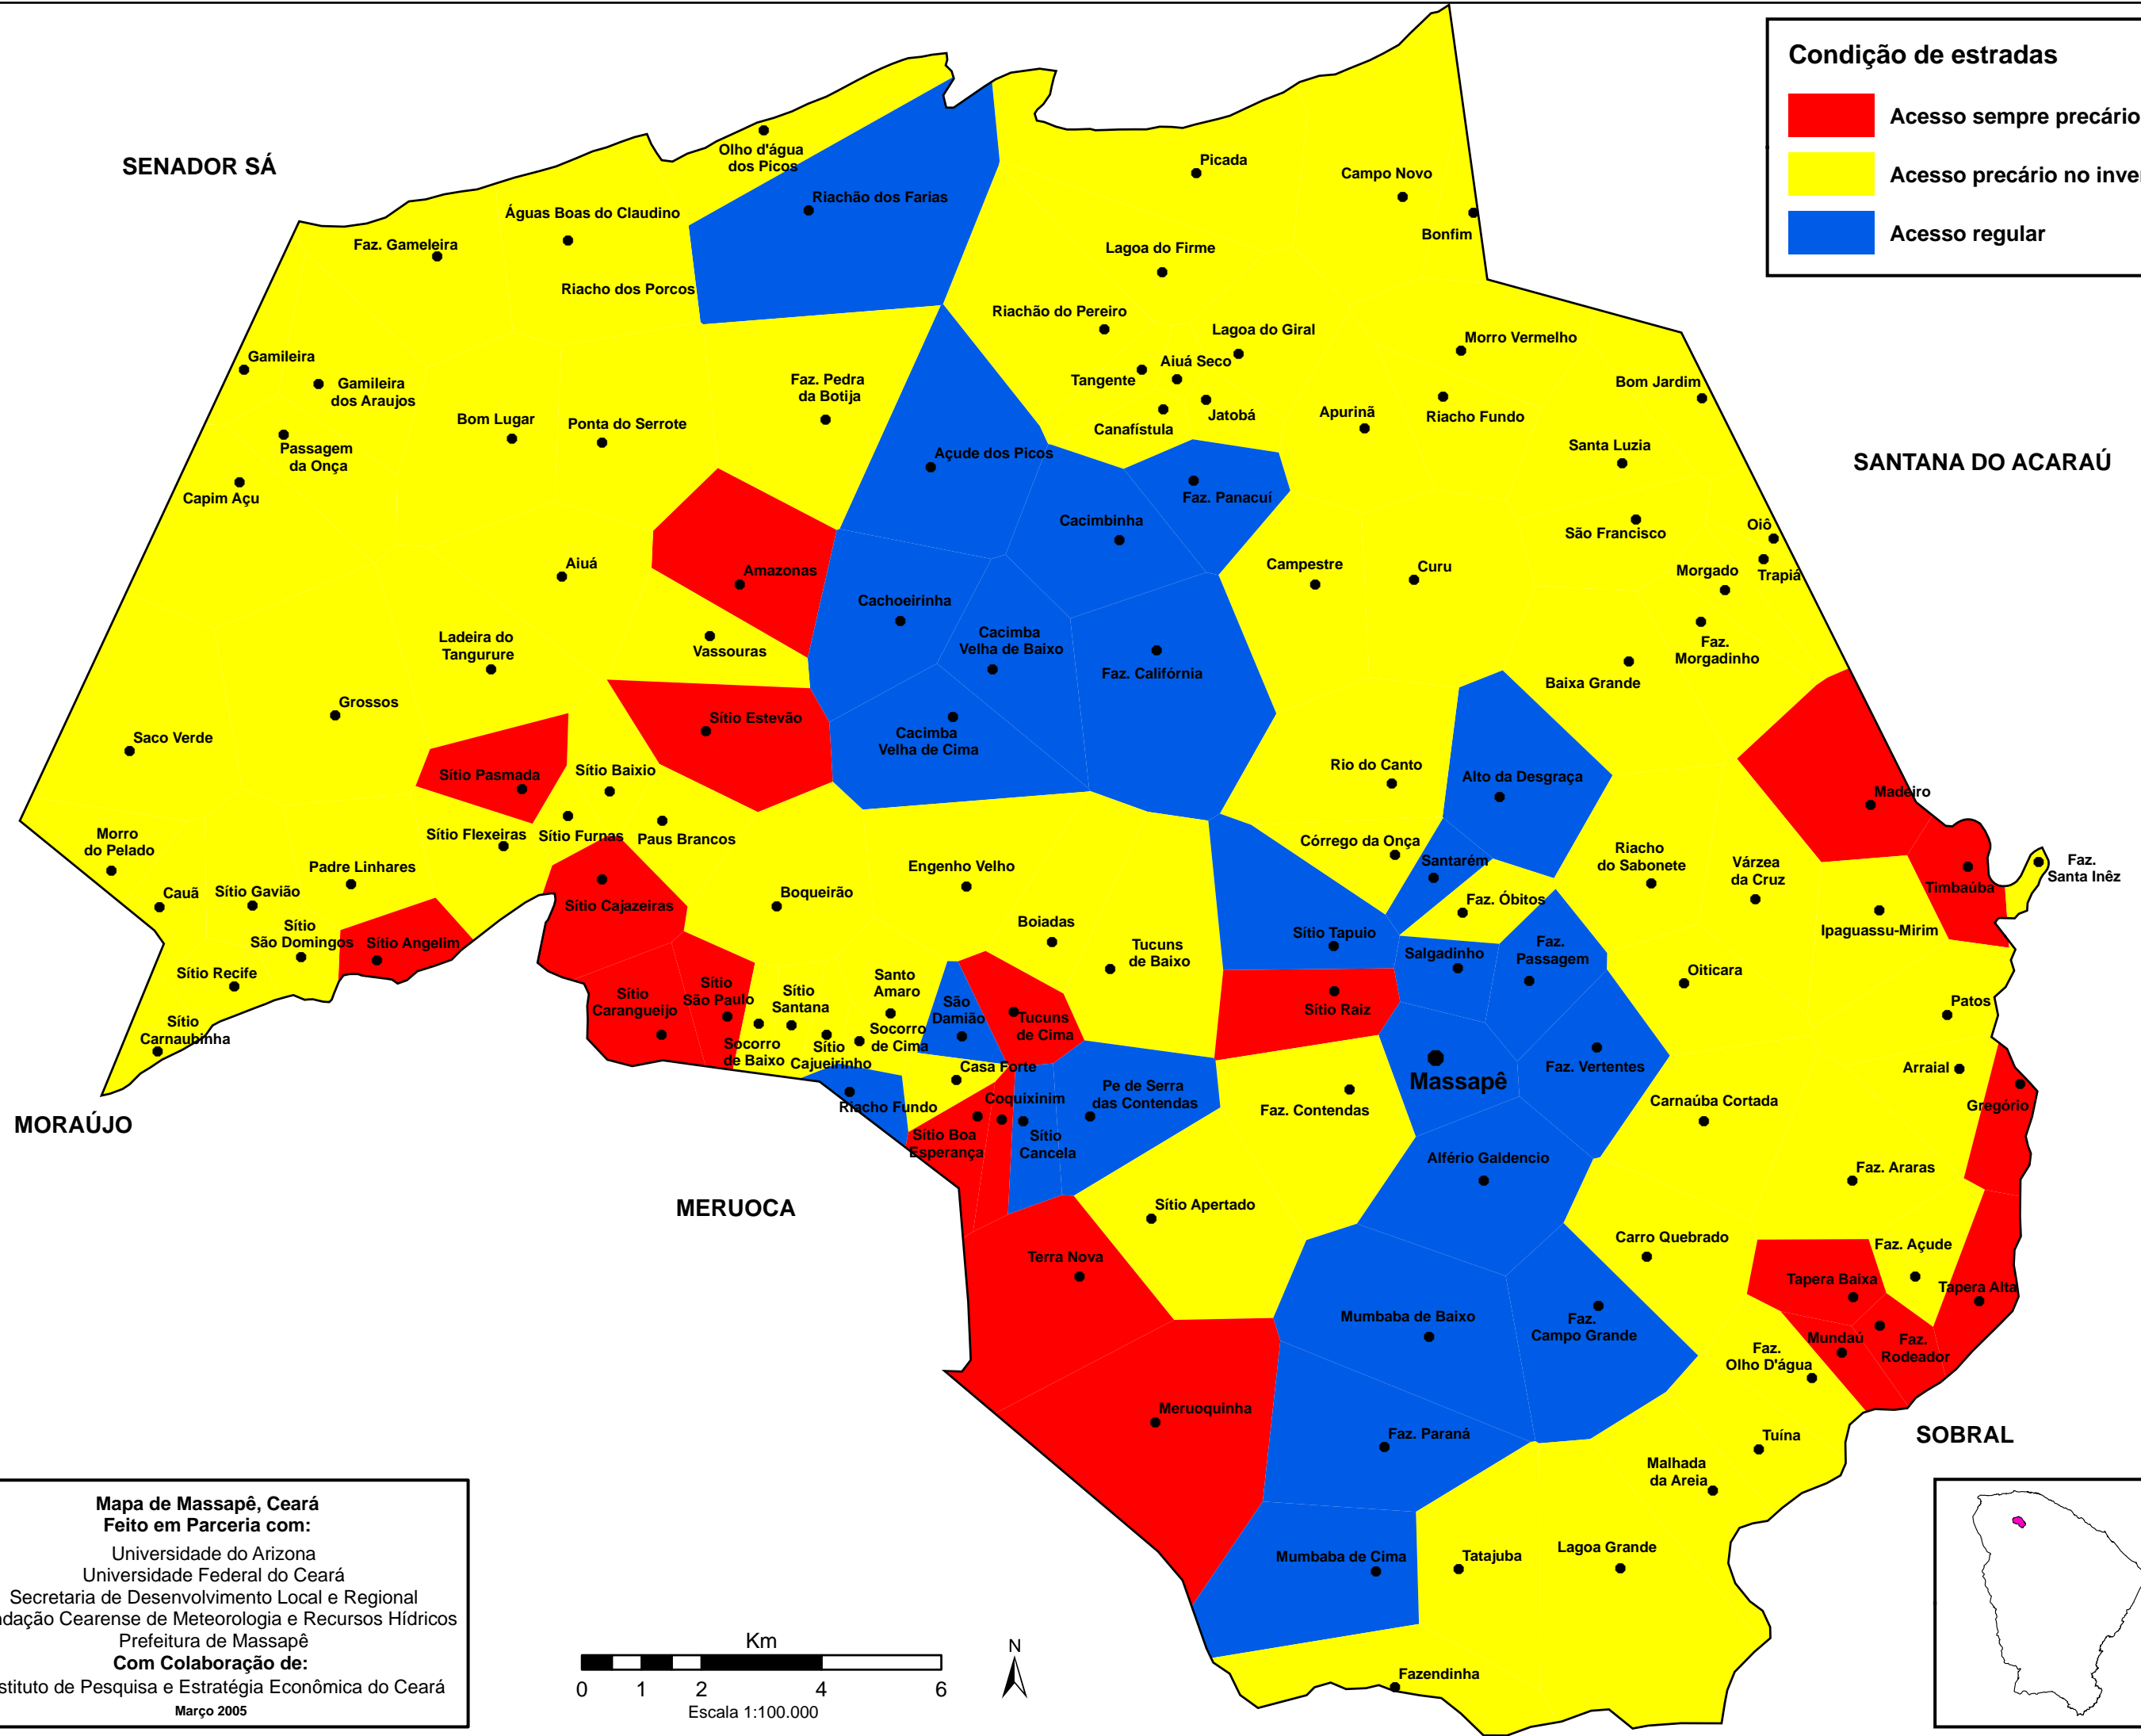 Condição de estradas
Acesso sempre precário
Acesso precário no inver
Acesso regular
SENADOR SÁ
SANTANA DO ACARAÚ
MORAÚJO
MERUOCA
SOBRAL
Olho d'água
dos Picos
Riachão dos Farias
Picada
Campo Novo
Bonfim
Águas Boas do Claudino
Faz. Gameleira
Riacho dos Porcos
Lagoa do Firme
Riachão do Pereiro
Lagoa do Giral
Morro Vermelho
Gamileira
Gamileira
dos Araujos
Faz. Pedra
da Botija
Tangente
Aiuá Seco
Jatobá
Canafístula
Apurinã
Riacho Fundo
Bom Jardim
Bom Lugar
Ponta do Serrote
Passagem
da Onça
Capim Açu
Açude dos Picos
Faz. Panacuí
Santa Luzia
Cacimbinha
São Francisco
Oiô
Trapiá
Morgado
Aiuá
Amazonas
Campestre
Curu
Cachoeirinha
Cacimba
Velha de Baixo
Faz. Califórnia
Faz.
Morgadinho
Baixa Grande
Ladeira do
Tangurure
Vassouras
Grossos
Sítio Estevão
Cacimba
Velha de Cima
Saco Verde
Sítio Pasmada
Sítio Baixio
Rio do Canto
Alto da Desgraça
Madeiro
Morro
do Pelado
Sítio Flexeiras
Sítio Furnas
Paus Brancos
Córrego da Onça
Santarém
Riacho
do Sabonete
Várzea
da Cruz
Timbaúba
Faz.
Santa Inêz
Cauã
Sítio Gavião
Padre Linhares
Sítio Cajazeiras
Boqueirão
Engenho Velho
Faz. Óbitos
Ipaguassu-Mirim
Sítio
São Domingos
Sítio Angelim
Boiadas
Tucuns
de Baixo
Sítio Tapuio
Salgadinho
Faz.
Passagem
Oiticara
Sítio Recife
Sítio
Carangueijo
Sítio
São Paulo
Sítio
Santana
Santo
Amaro
São
Damião
Tucuns
de Cima
Sítio Raiz
Patos
Sítio
Carnaubinha
Socorro
de Baixo
Sítio
Cajueirinho
Socorro
de Cima
Casa Forte
Massapê
Faz. Vertentes
Arraial
Riacho Fundo
Coquixinim
Pe de Serra
das Contendas
Faz. Contendas
Carnaúba Cortada
Gregório
Sítio Boa
Esperança
Sítio
Cancela
Alfério Galdencio
Faz. Araras
Sítio Apertado
Terra Nova
Carro Quebrado
Faz. Açude
Tapera Baixa
Tapera Alta
Mumbaba de Baixo
Faz.
Campo Grande
Mundaú
Faz.
Rodeador
Faz.
Olho D'água
Meruoquinha
Faz. Paraná
Tuína
Malhada
da Areia
Mumbaba de Cima
Tatajuba
Lagoa Grande
Fazendinha
Mapa de Massapê, Ceará
Feito em Parceria com:
Universidade do Arizona
Universidade Federal do Ceará
Secretaria de Desenvolvimento Local e Regional
ndação Cearense de Meteorologia e Recursos Hídricos
Prefeitura de Massapê
Com Colaboração de:
stituto de Pesquisa e Estratégia Econômica do Ceará
Março 2005
Km
0 1 2 4 6
Escala 1:100.000
N